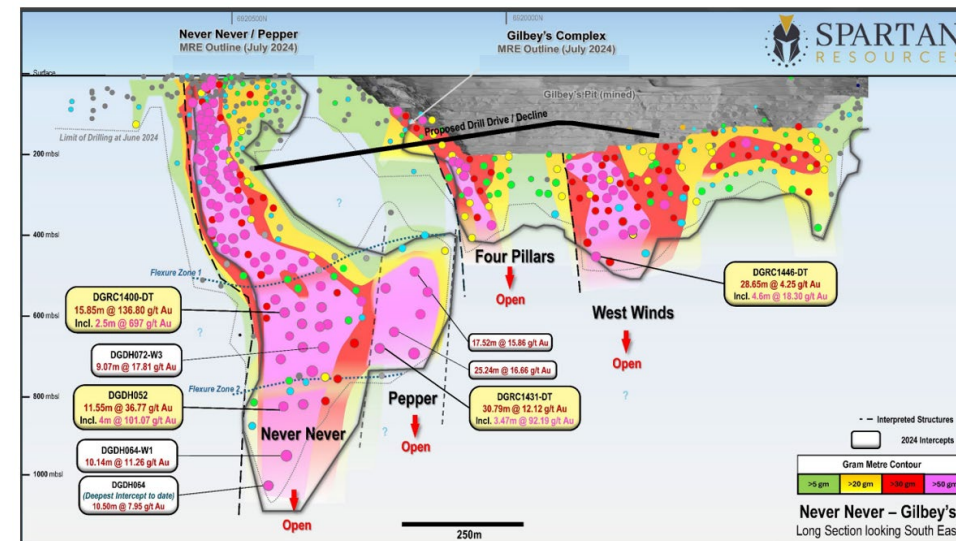 6920500N
6920000N
Never Never / Pepper
MRE Outline (July 2024)
Gilbey's Complex
MRE Outline (July 2024)
SPARTAN
RESOURCES
Surface
Gilbey's Pit (mined)
Proposed Drill Drive / Decline
Limit of Drilling at June 2024
200 mbsl
?
400 mbsl
Flexure Zone 1
Four Pillars
Open
DGRC1446-DT
28.65m @ 4.25 g/t Au
Incl. 4.6m @ 18.30 g/t Au
DGRC1400-DT
15.85m @ 136.80 g/t Au
Incl. 2.5m @ 697 g/t Au
600 mbsl
?
West Winds
Open
17.52m @ 15.86 g/t Au
DGDH072-W3
9.07m @ 17.81 g/t Au
25.24m @ 16.66 g/t Au
Flexure Zone 2
DGDH052
11.55m @ 36.77 g/t Au
Incl. 4m @ 101.07 g/t Au
800 mbsl
Pepper
Open
DGRC1431-DT
30.79m @ 12.12 g/t Au
Incl. 3.47m @ 92.19 g/t Au
?
Never Never
?
Interpreted Structures
2024 Intercepts
DGDH064-W1
10.14m @ 11.26 g/t Au
1000 mbsl
DGDH064
(Deepest Intercept to date)
10.50m @ 7.95 g/t Au
Open
250m
Gram Metre Contour
>5 gm >20 gm >30 gm >50 gm
Never Never – Gilbey's
Long Section looking South East